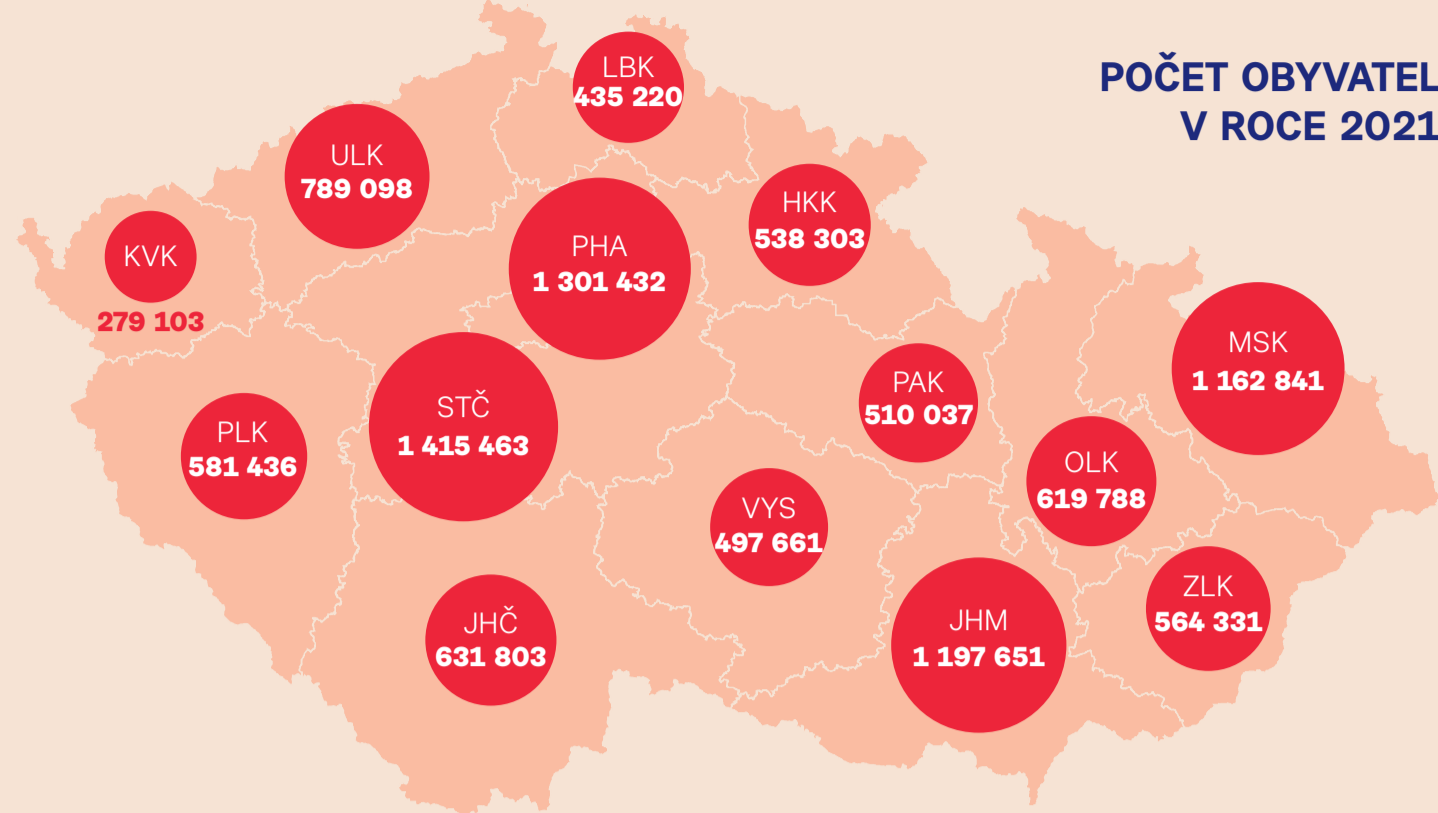 POČET OBYVATEL
V ROCE 2021
LBK
435 220
ULK
789 098
HKK
538 303
PHA
1 301 432
KVK
279 103
MSK
1 162 841
PAK
510 037
STČ
1 415 463
PLK
581 436
OLK
619 788
VYS
497 661
ZLK
564 331
JHČ
631 803
JHM
1 197 651